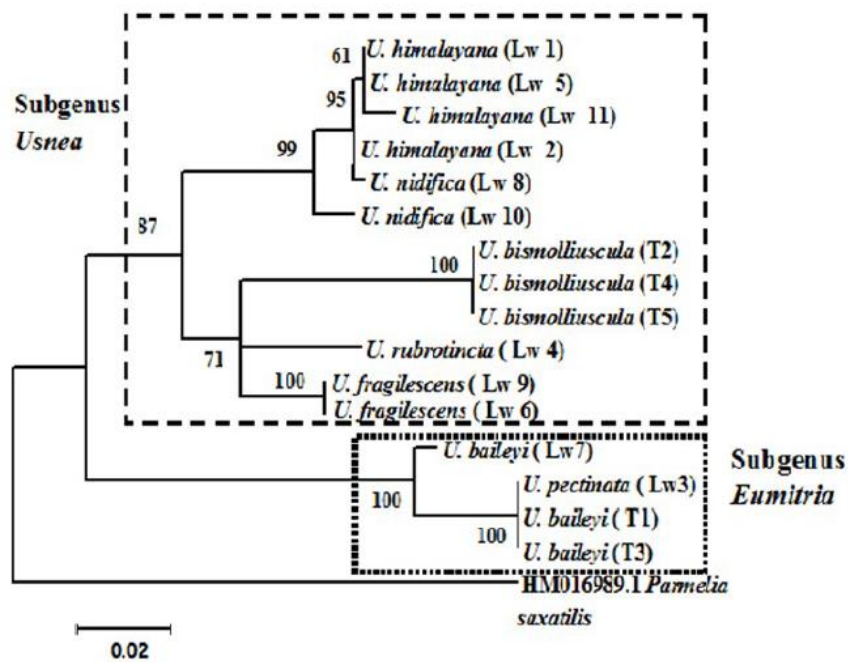 61
U. himalayana (Lw 1)
U. himalayana (Lw 5)
95
U. himalayana (Lw 11)
Subgenus
Usnea
99
U. himalayana (Lw 2)
U. nidifica (Lw 8)
U. nidifica (Lw 10)
87
U. bismolliuscula (T2)
100
U. bismolliuscula (T4)
U. bismolliuscula (T5)
71
U. rubrotincta ( Lw 4)
100
U. fragilescens ( Lw 9)
U. fragilescens ( Lw 6)
U. baileyi ( Lw7)
Subgenus
Eumitria
100
U. pectinata ( Lw3)
U. baileyi ( T1)
100
U. baileyi (T3)
HM016989.1 Parmelia
saxatilis
0.02